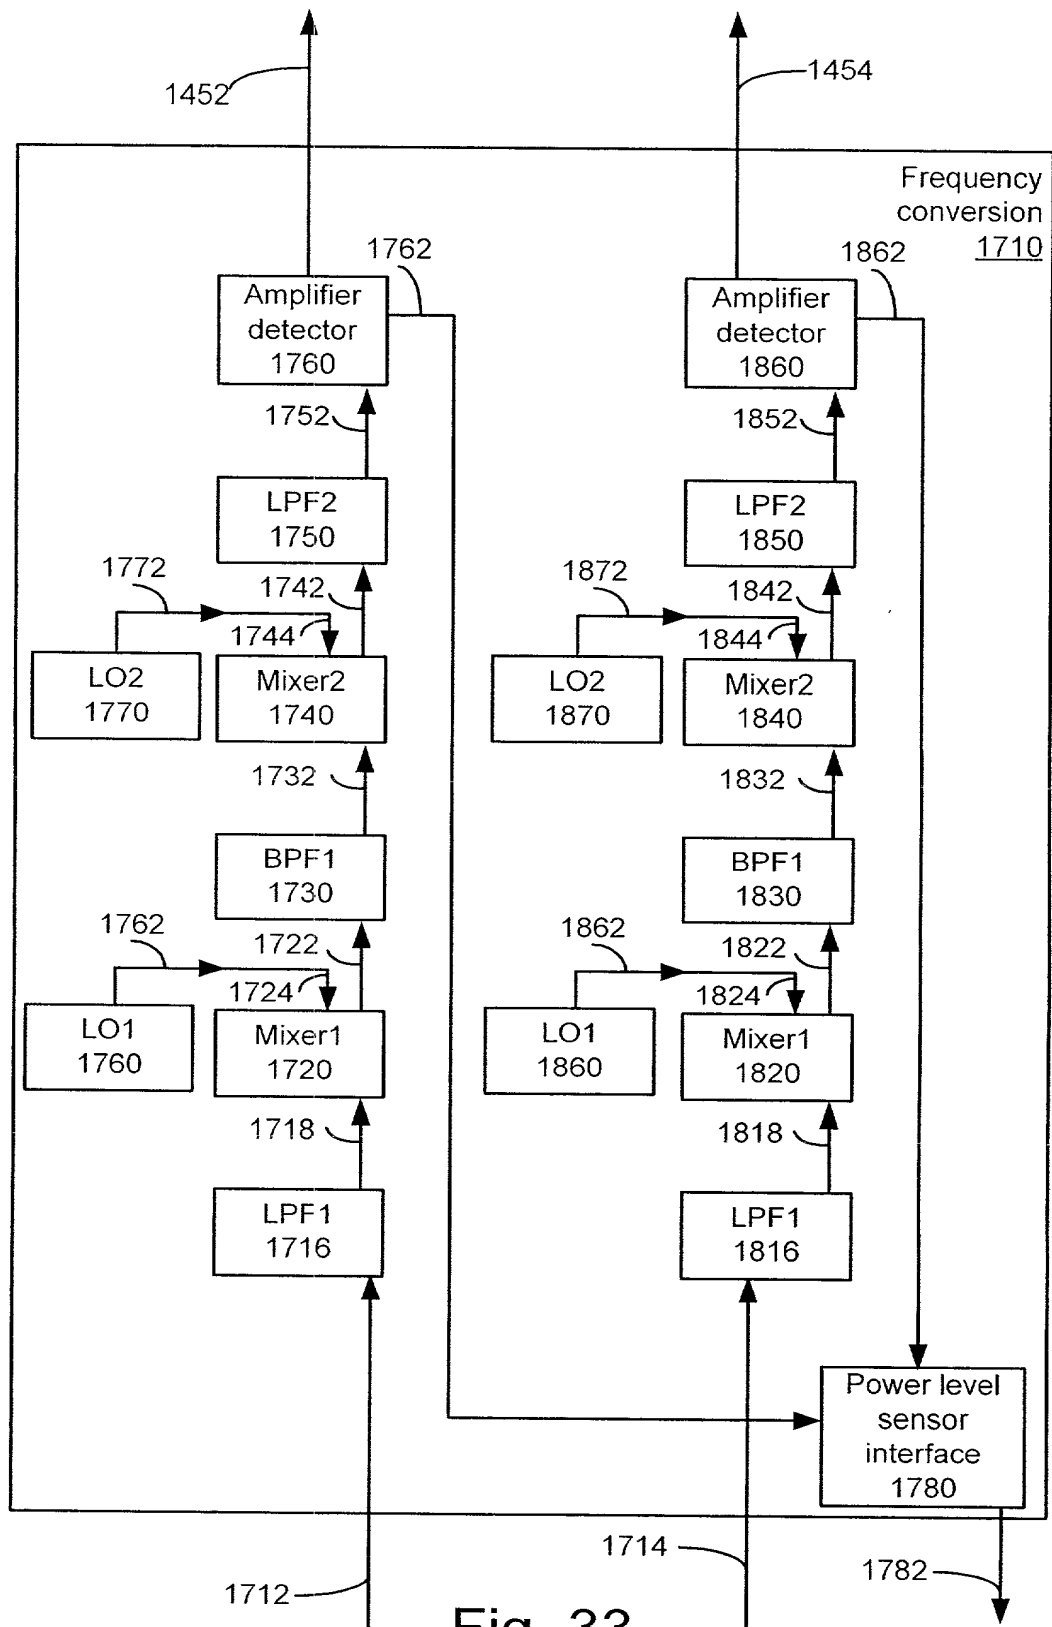 1452
1454
Frequency
conversion
1710
1762
1862
Amplifier
detector
1760
Amplifier
detector
1860
1752
1852
LPF2
1750
LPF2
1850
1772
1742
1872
1842
1744
1844
LO2
1770
Mixer2
1740
LO2
1870
Mixer2
1840
1732
1832
BPF1
1730
BPF1
1830
1762
1722
1862
1822
1724
1824
LO1
1760
Mixer1
1720
LO1
1860
Mixer1
1820
1718
1818
LPF1
1716
LPF1
1816
Power level
sensor
interface
1780
1714
1782
1712
Fig. 33